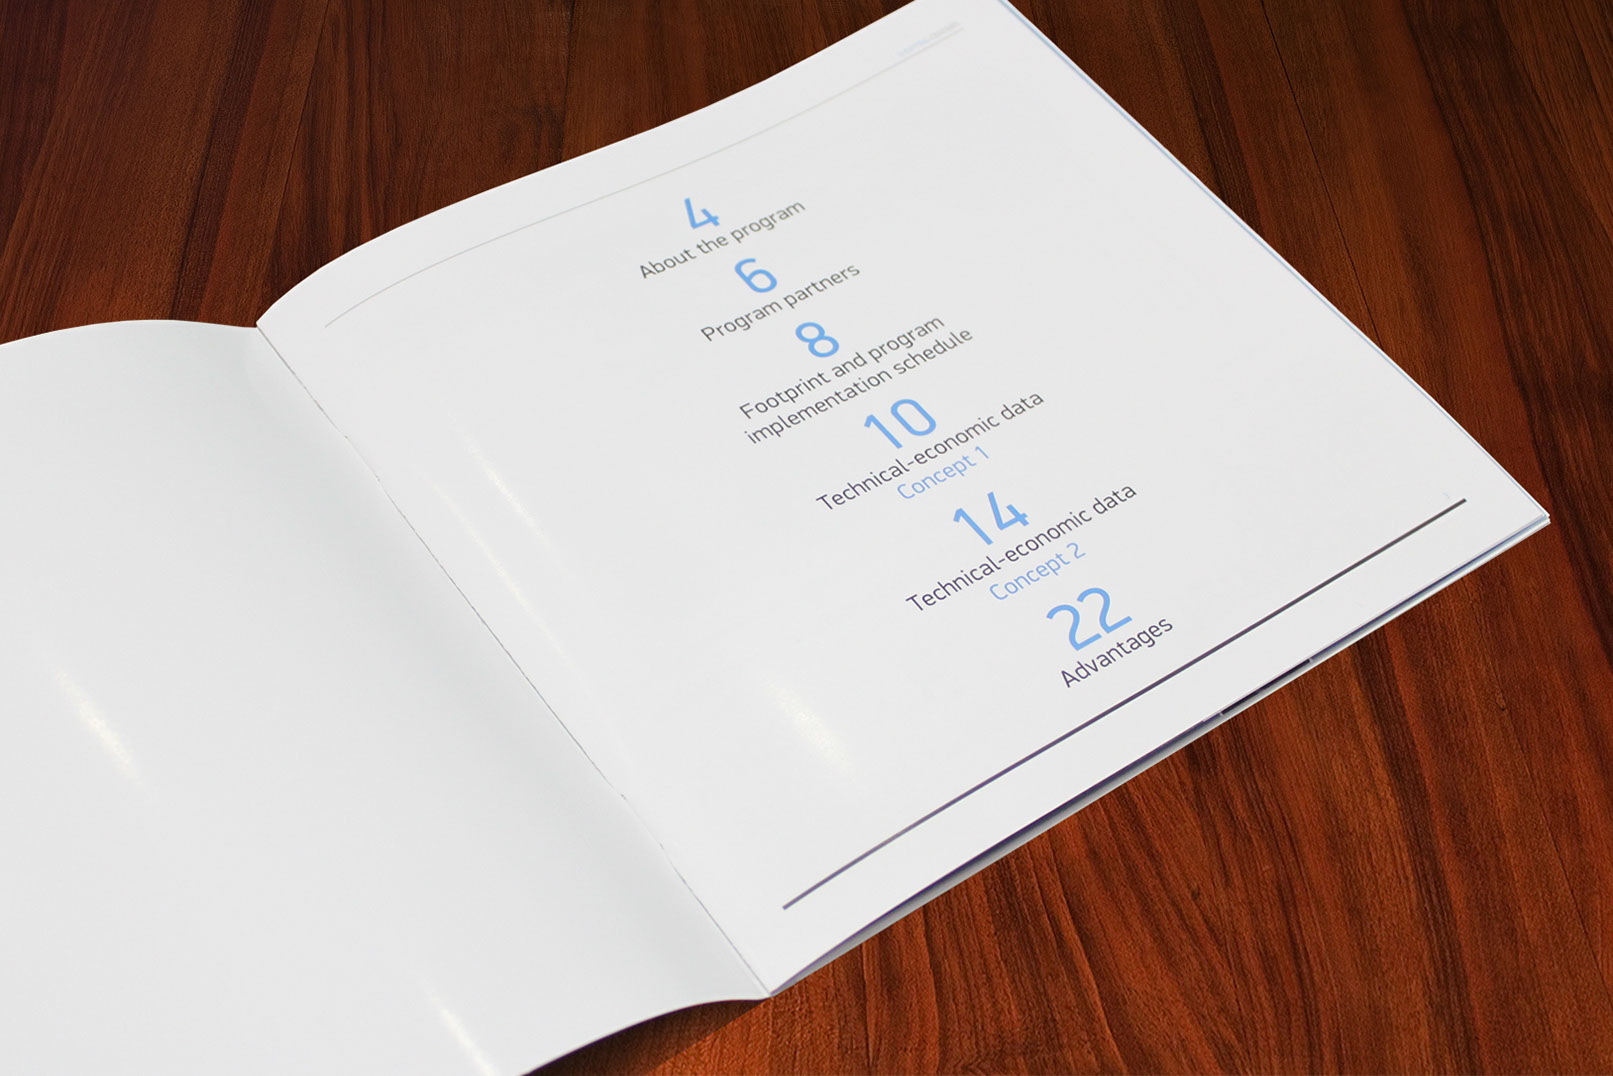 4
About the program
6
Program partners
8
Footprint and program
implementation schedule
10
Technical-economic data
Concept 1
14
Technical-economic data
Concept 2
22
Advantages